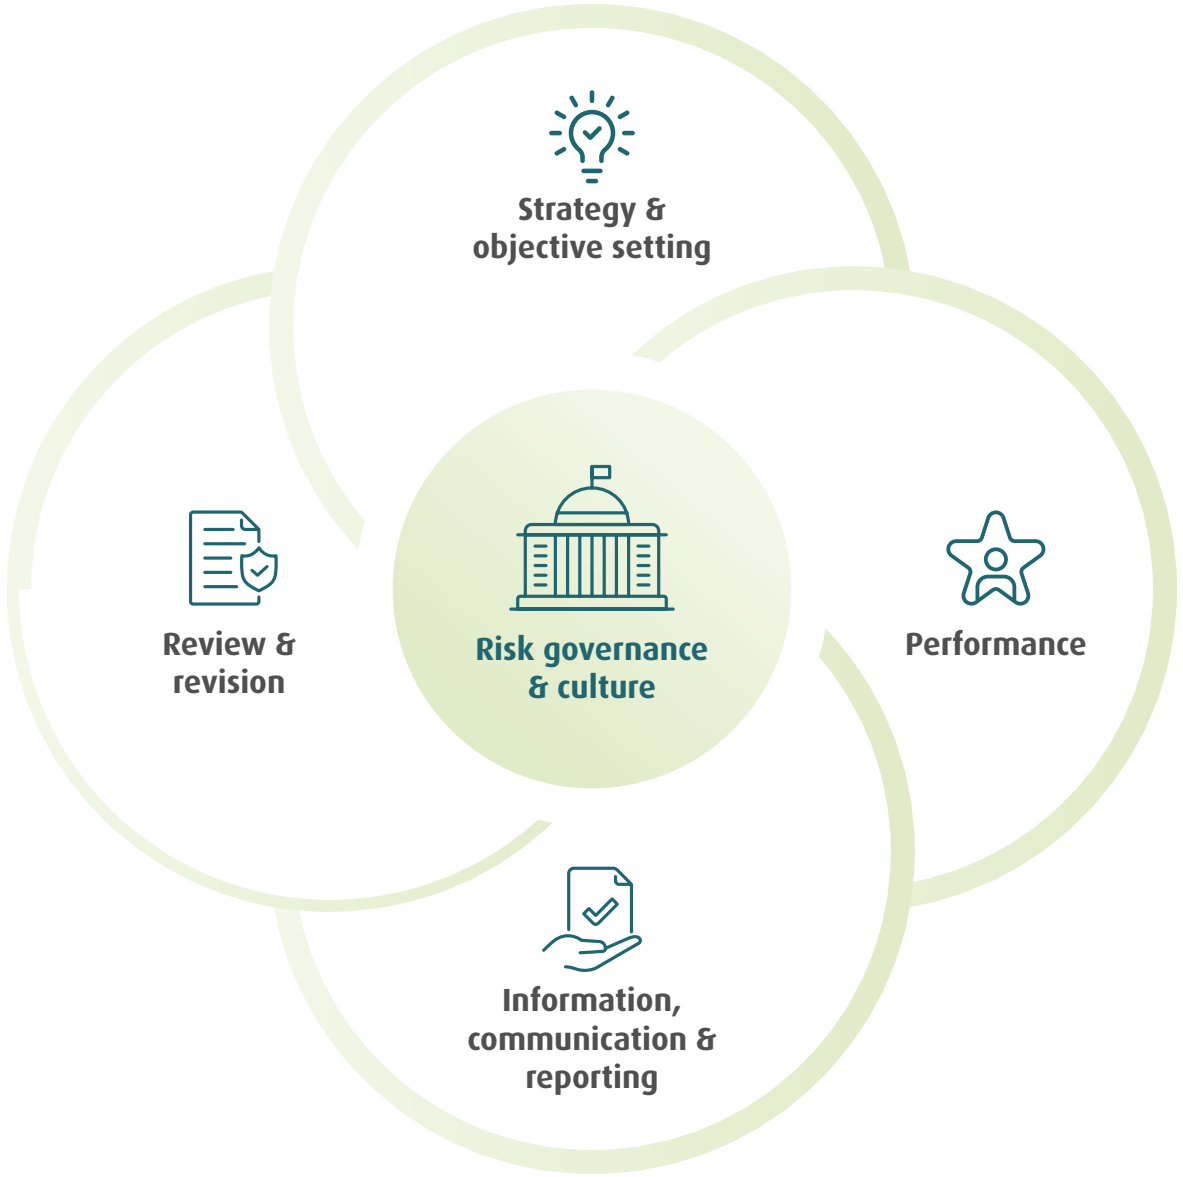 Strategy &
objective setting
Review &
revision
Risk governance
& culture
Performance
Information,
communication &
reporting